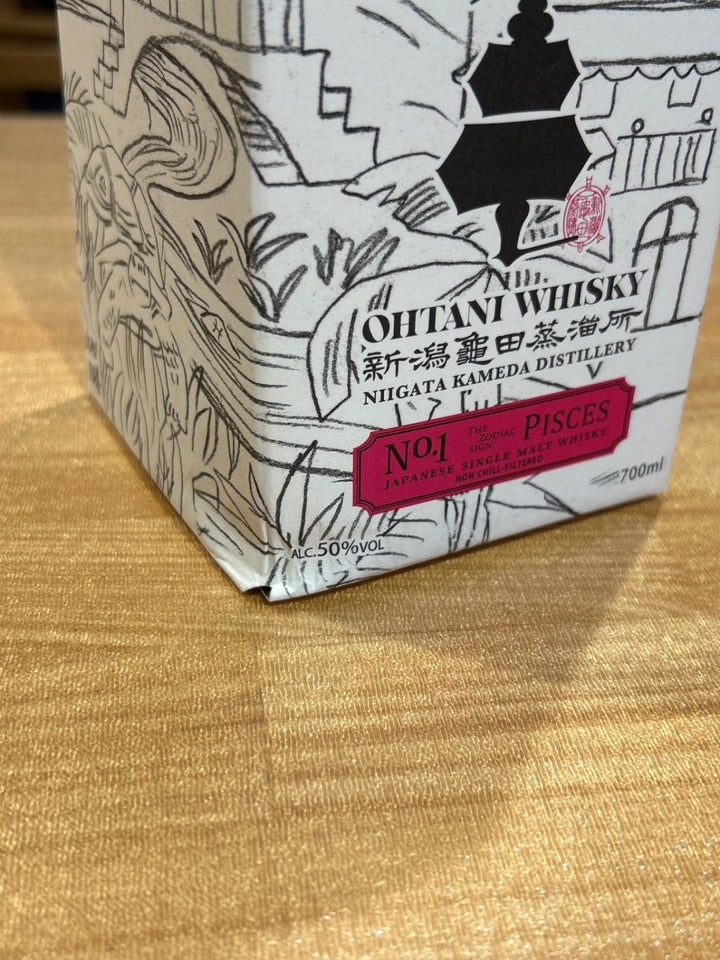 OHTANI WHISKY
新潟亀田蒸溜所
NIIGATA KAMEDA DISTILLERY
No.1 THE ZODIAC SIGN PISCES
JAPANESE SINGLE MALT WHISKY
NON CHILL-FILTERED
700ml
ALC.50%VOL